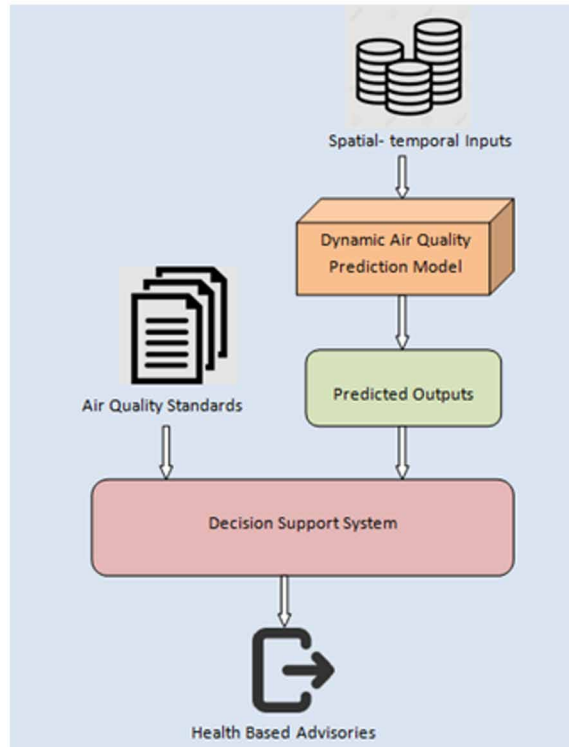 Spatial- temporal Inputs
Dynamic Air Quality
Prediction Model
Predicted Outputs
Air Quality Standards
Decision Support System
Health Based Advisories